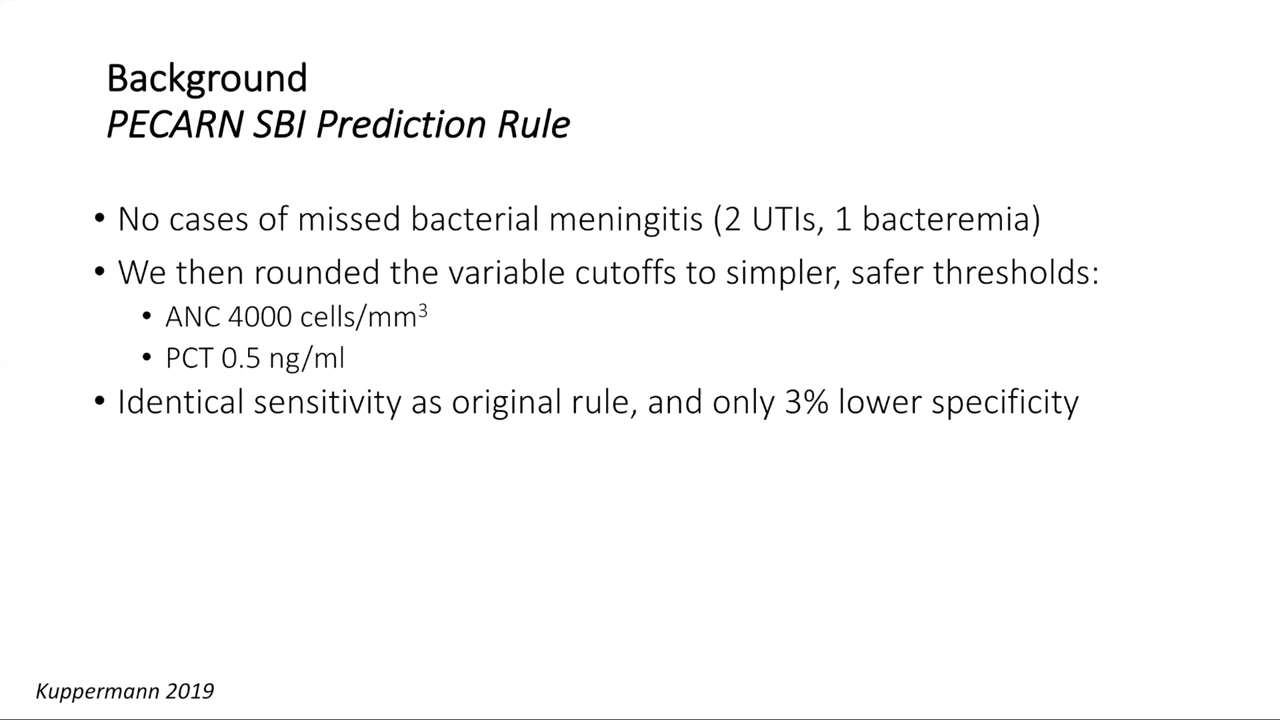 Background
PECARN SBI Prediction Rule
• No cases of missed bacterial meningitis (2 UTIs, 1 bacteremia)
• We then rounded the variable cutoffs to simpler, safer thresholds:
• ANC 4000 cells/mm³
• PCT 0.5 ng/ml
• Identical sensitivity as original rule, and only 3% lower specificity
Kuppermann 2019